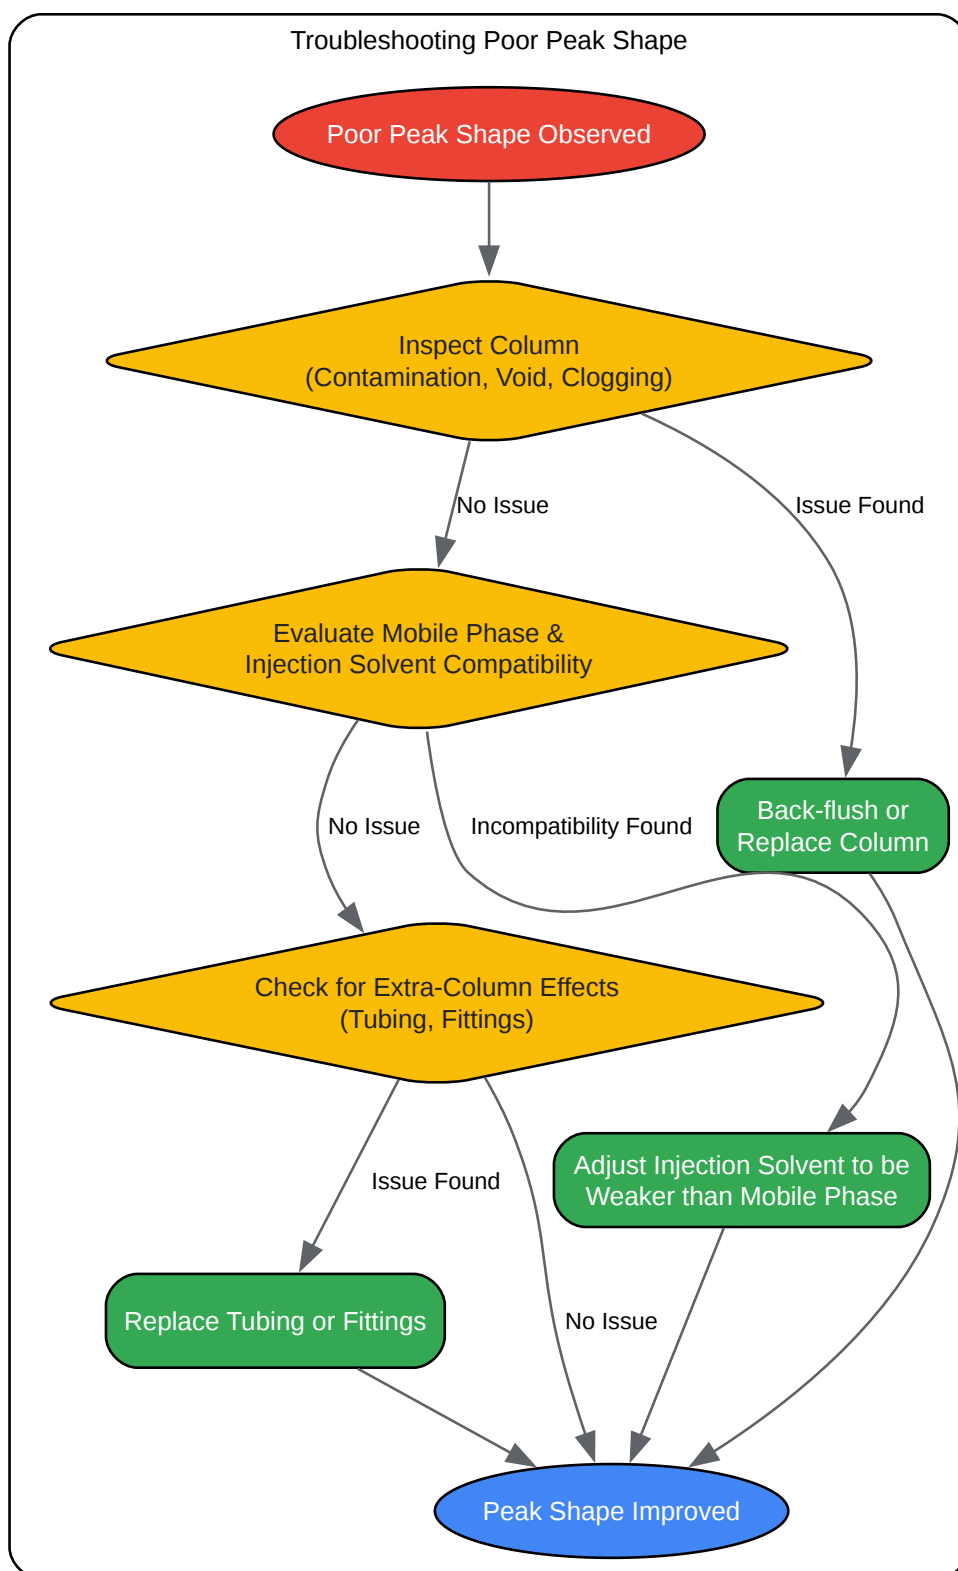 Troubleshooting Poor Peak Shape
Poor Peak Shape Observed
Inspect Column
(Contamination, Void, Clogging)
No Issue
Issue Found
Evaluate Mobile Phase &
Injection Solvent Compatibility
No Issue
Incompatibility Found
Back-flush or
Replace Column
Check for Extra-Column Effects
(Tubing, Fittings)
Issue Found
Adjust Injection Solvent to be
Weaker than Mobile Phase
Replace Tubing or Fittings
No Issue
Peak Shape Improved